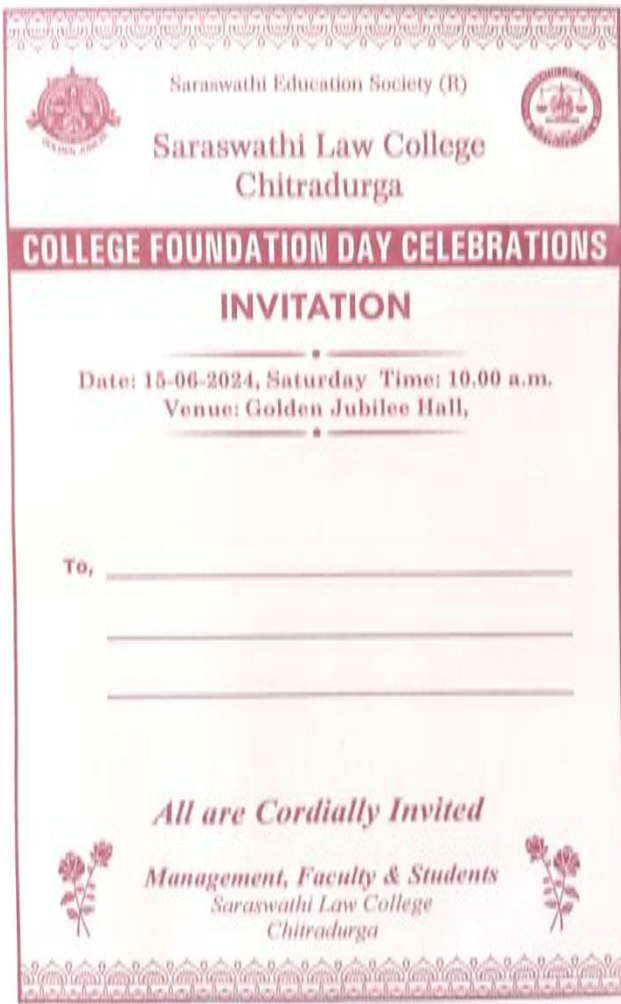 Saraswathi Education Society (R)
Saraswathi Law College
Chitradurga
COLLEGE FOUNDATION DAY CELEBRATIONS
INVITATION
Date: 15-06-2024, Saturday Time: 10.00 a.m.
Venue: Golden Jubilee Hall,
To,
All are Cordially Invited
Management, Faculty & Students
Saraswathi Law College
Chitradurga